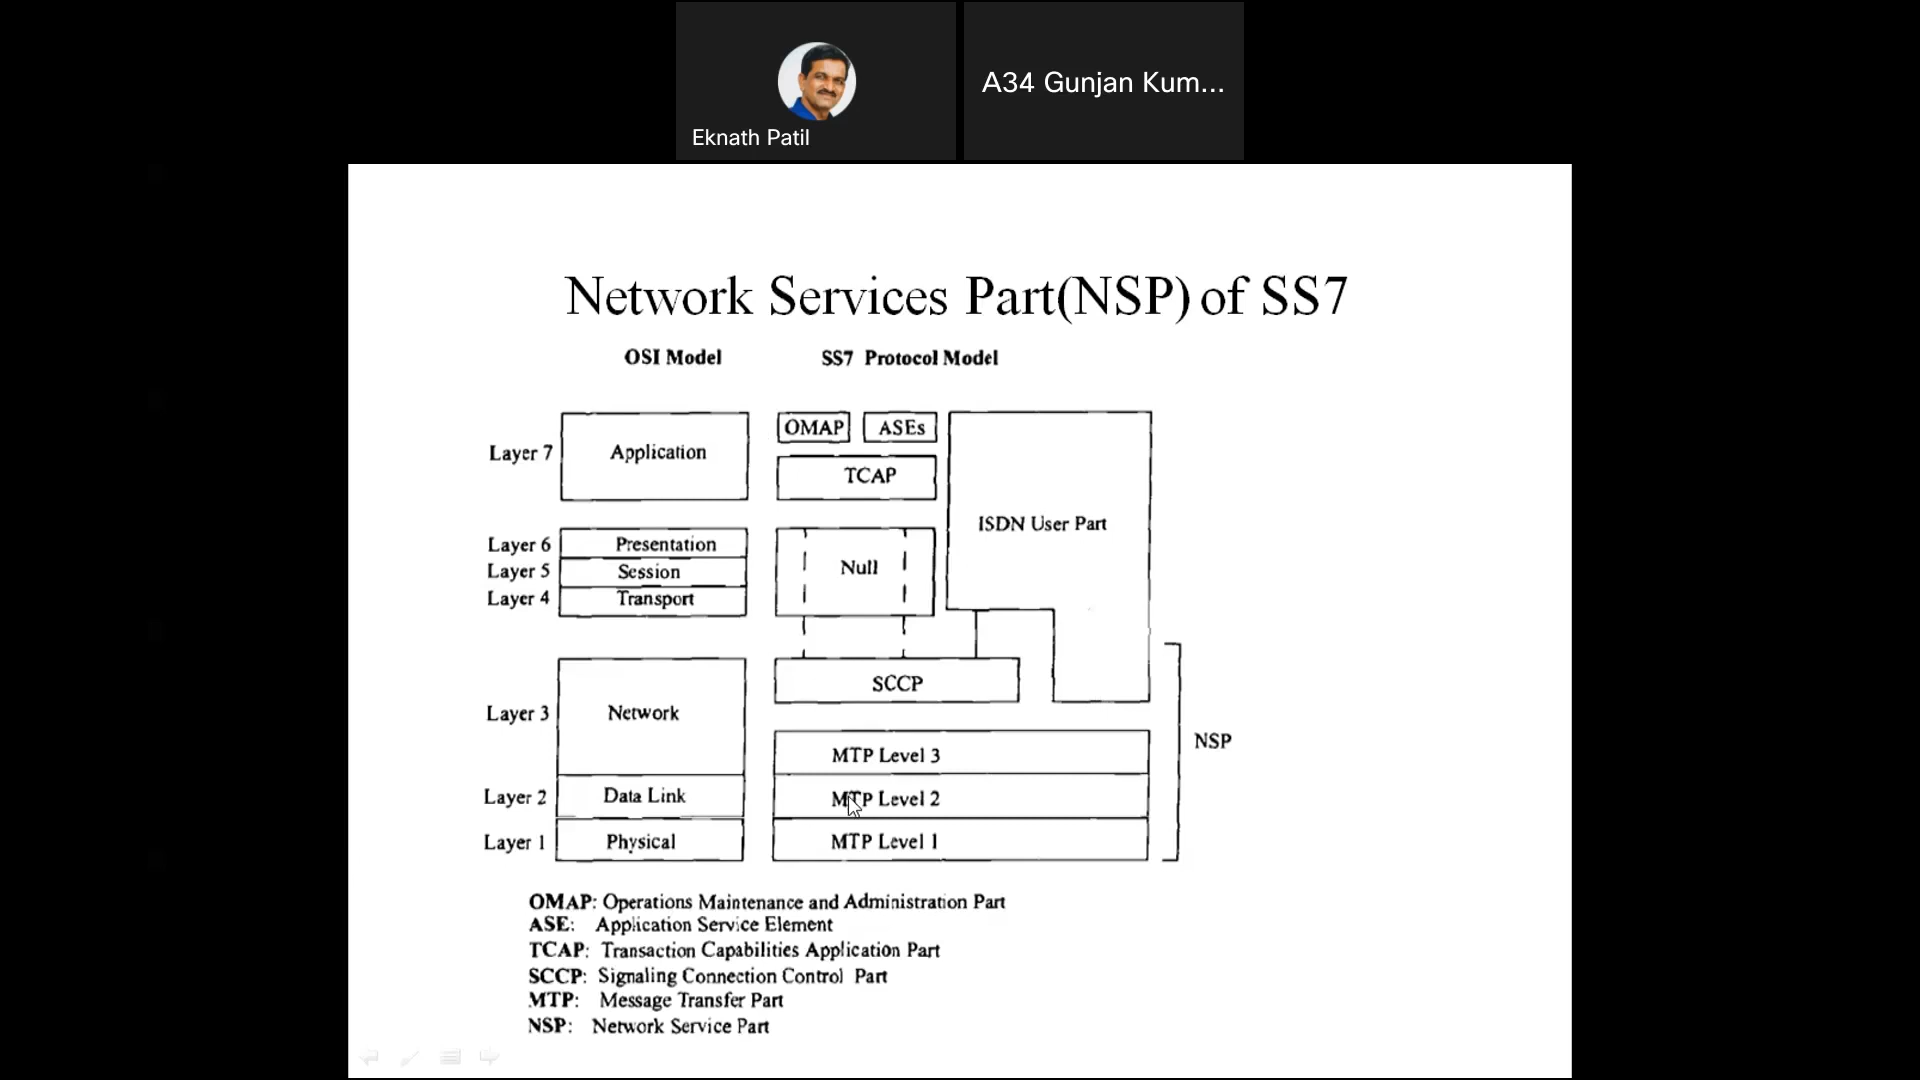 Eknath Patil
A34 Gunjan Kum...
Network Services Part(NSP) of SS7
OSI Model
SS7 Protocol Model
Layer 7
Application
OMAP
ASEs
TCAP
ISDN User Part
Layer 6
Presentation
Layer 5
Session
Layer 4
Transport
Null
Layer 3
Network
SCCP
MTP Level 3
NSP
Layer 2
Data Link
MTP Level 2
Layer 1
Physical
MTP Level 1
OMAP: Operations Maintenance and Administration Part
ASE: Application Service Element
TCAP: Transaction Capabilities Application Part
SCCP: Signaling Connection Control Part
MTP: Message Transfer Part
NSP: Network Service Part